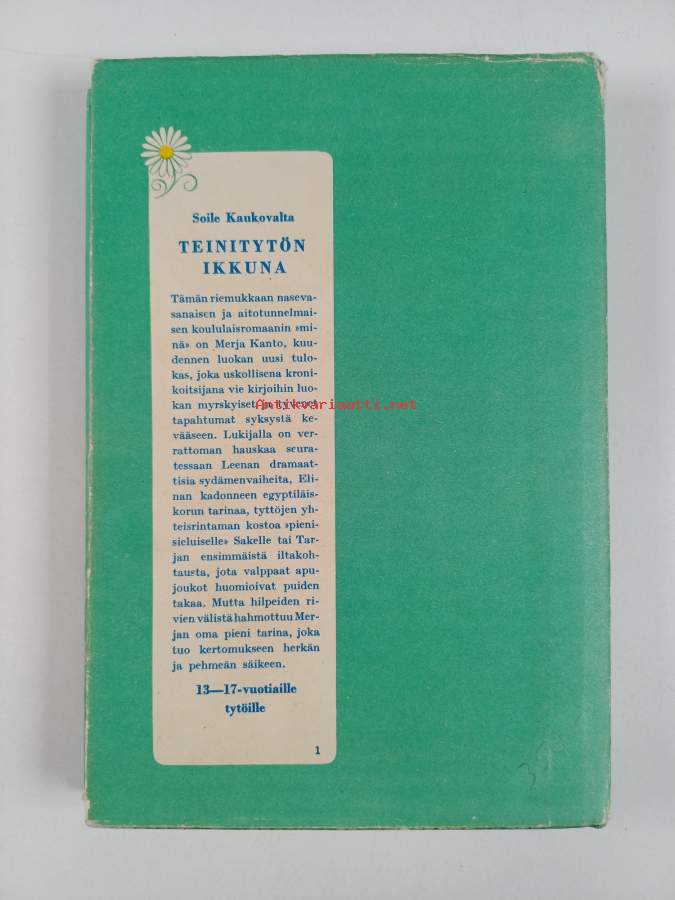 Soile Kaukovalta
TEINITYTÖN
IKKUNA
Tämän riemukkaan naseva-
sanaisen ja aitotunnelmai-
sen koululaisromaanin »mi-
nä» on Merja Kanto, kuu-
dennen luokan uusi tulo-
kas, joka uskollisena kroni-
koitsijana vie kirjoihin luo-
kan myrskyiset ja tyvenet
Antikvariaatti.net
tapahtumat syksystä ke-
vääseen. Lukijalla on ver-
rattoman hauskaa seura-
tessaan Leenan dramaat-
tisia sydämenvaiheita, Eli-
nan kadonneen egyptiläis-
korun tarinaa, tyttöjen yh-
teisrintaman kostoa »pieni-
sieluiselle» Sakelle tai Tar-
jan ensimmäistä iltakoh-
tausta, jota valppaat apu-
joukot huomioivat puiden
takaa. Mutta hilpeiden ri-
vien välistä hahmottuu Mer-
jan oma pieni tarina, joka
tuo kertomukseen herkän
ja pehmeän säikeen.
13—17-vuotiaille
tytöille
1